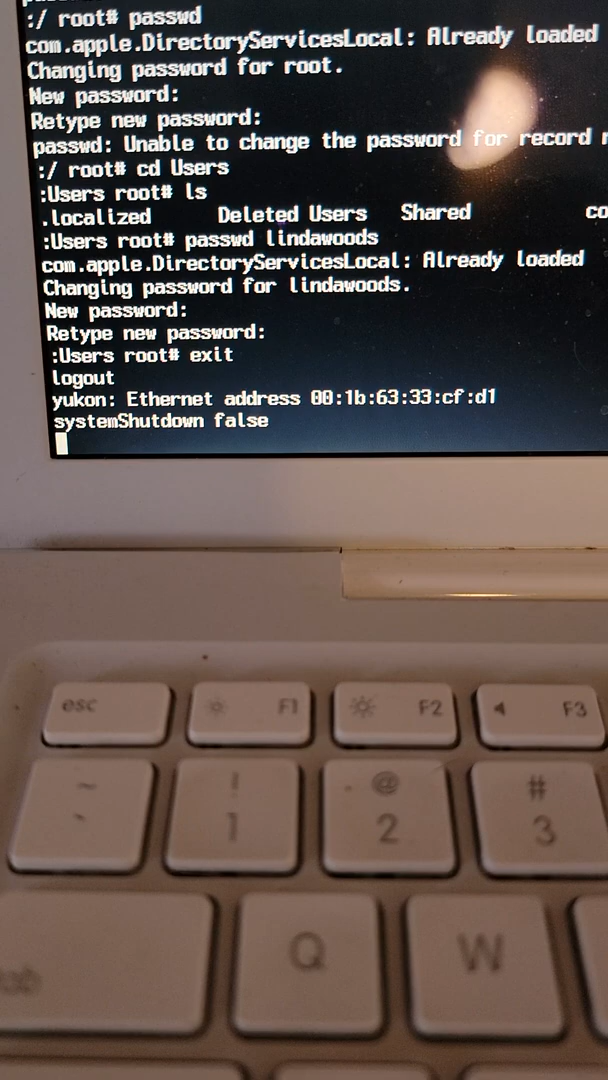 :/ root# passwd
com.apple.DirectoryServicesLocal: Already loaded
Changing password for root.
New password:
Retype new password:
passwd: Unable to change the password for record
:/ root# cd Users
:Users root# ls
.localized Deleted Users Shared co
:Users root# passwd lindawoods
com.apple.DirectoryServicesLocal: Already loaded
Changing password for lindawoods.
New password:
Retype new password:
:Users root# exit
logout
yukon: Ethernet address 00:1b:63:33:cf:d1
systemShutdown false
esc F1 F2 F3
~ ! @ #
` 1 2 3
tab Q W